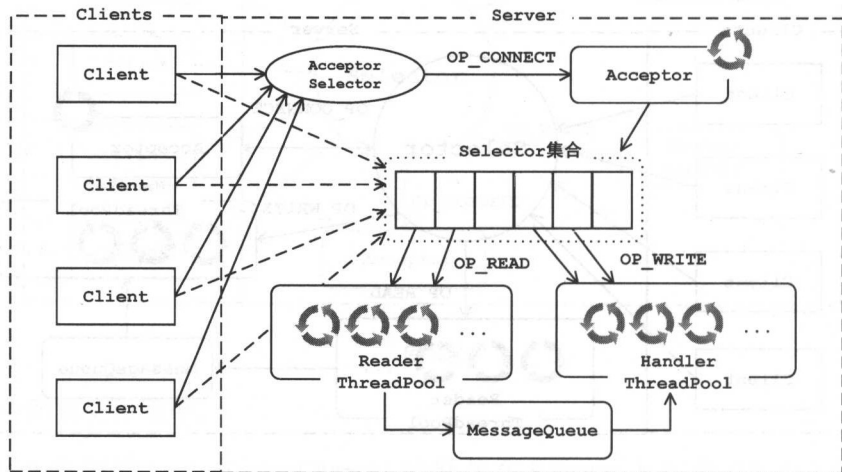 Clients
Server
Client
Client
Client
Client
Acceptor
Selector
OP_CONNECT
Acceptor
Selector集合
OP_READ
OP_WRITE
...
Reader
ThreadPool
...
Handler
ThreadPool
MessageQueue